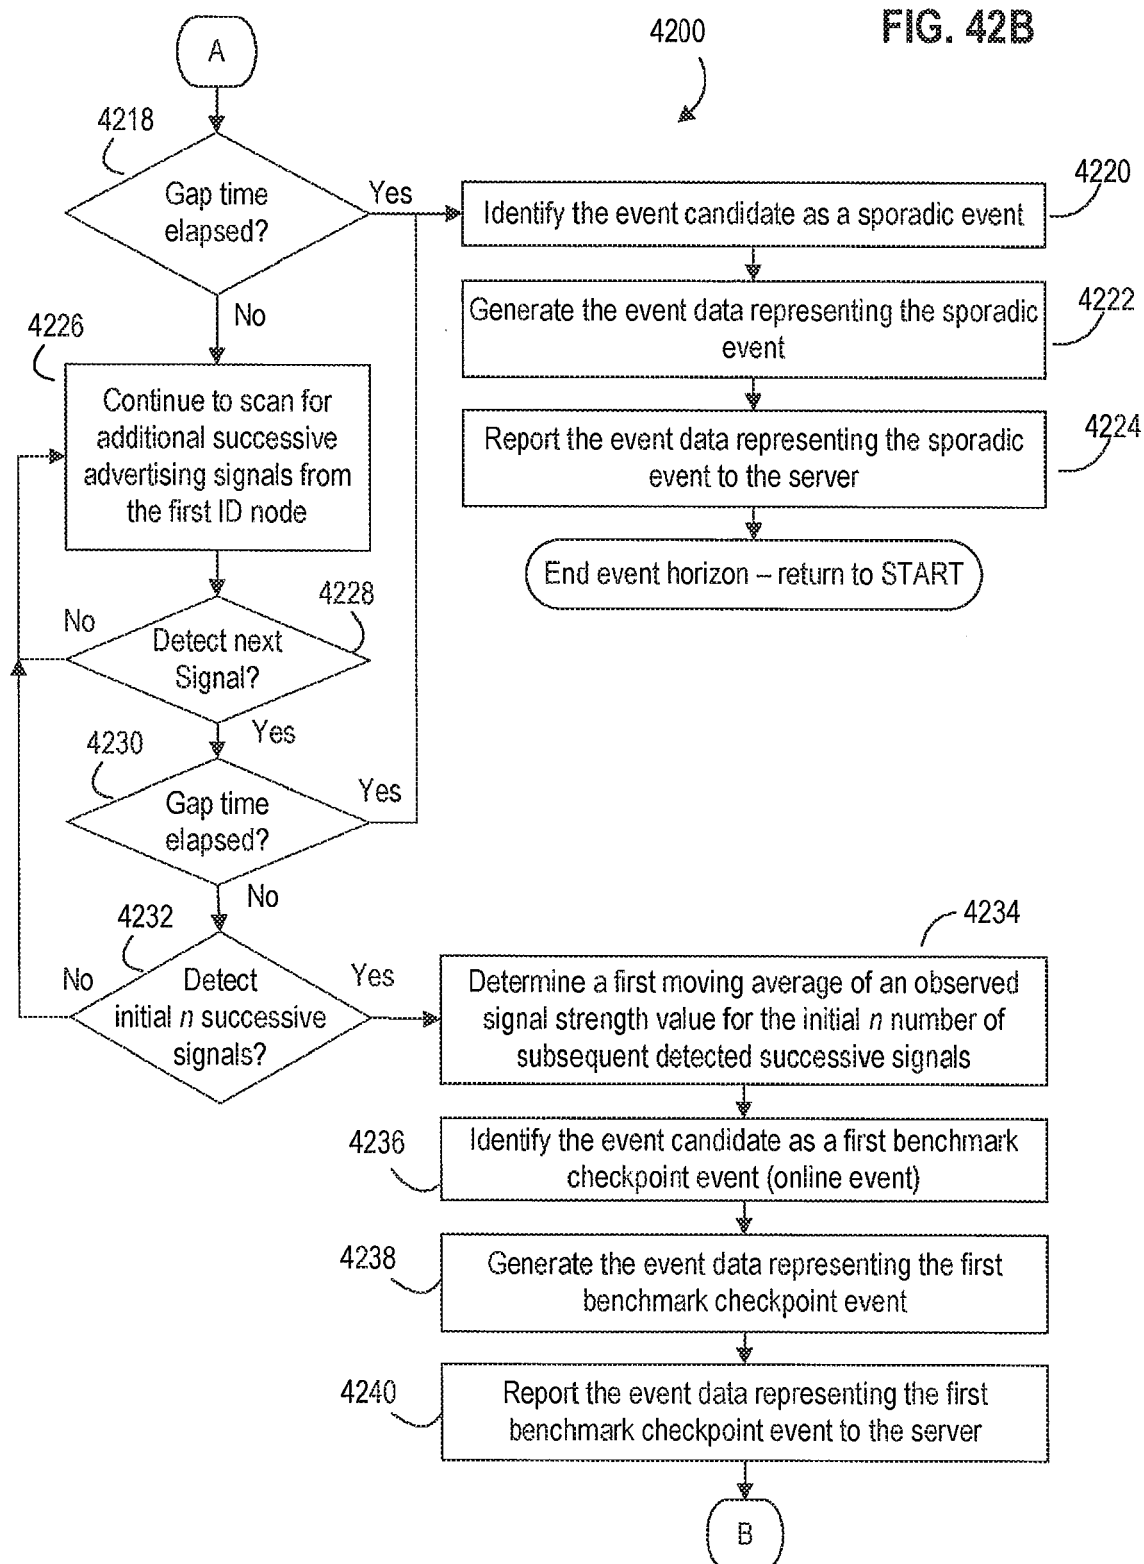 FIG. 42B
4200
A
4218
Gap time
elapsed?
Yes
No
4220
Identify the event candidate as a sporadic event
4222
Generate the event data representing the sporadic
event
4224
Report the event data representing the sporadic
event to the server
End event horizon – return to START
4226
Continue to scan for
additional successive
advertising signals from
the first ID node
4228
No
Detect next
Signal?
Yes
4230
Gap time
elapsed?
Yes
No
4232
No
Detect
initial n successive
signals?
Yes
4234
Determine a first moving average of an observed
signal strength value for the initial n number of
subsequent detected successive signals
4236
Identify the event candidate as a first benchmark
checkpoint event (online event)
4238
Generate the event data representing the first
benchmark checkpoint event
4240
Report the event data representing the first
benchmark checkpoint event to the server
B